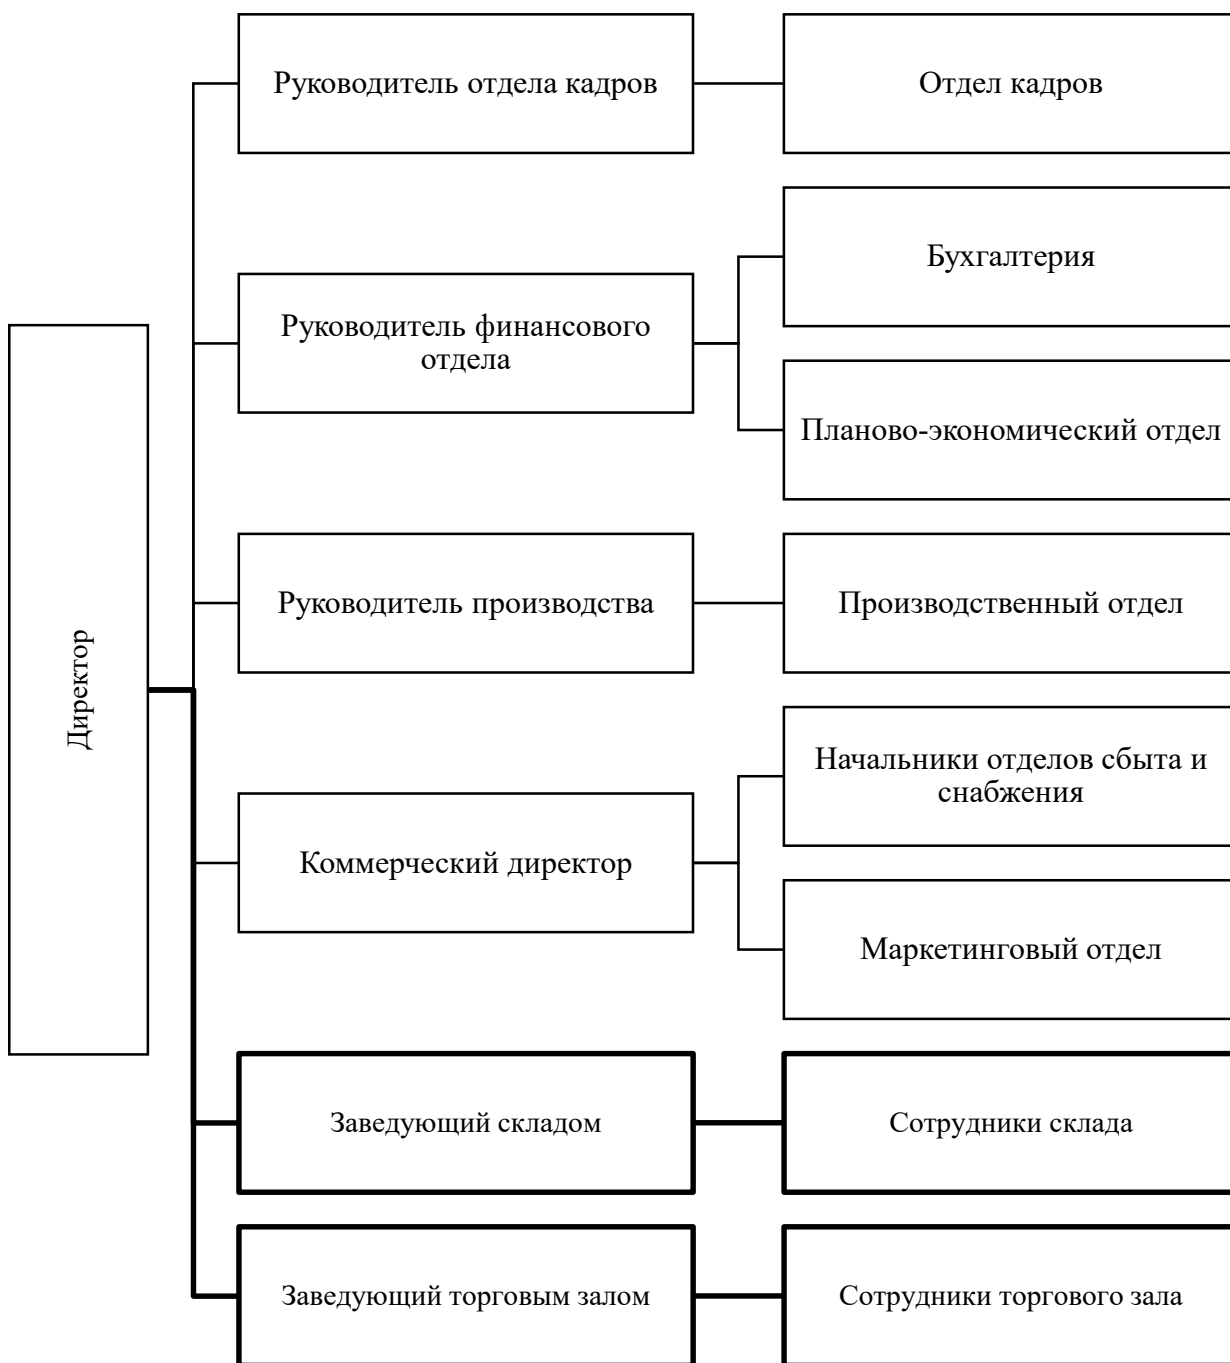 Руководитель отдела кадров
Отдел кадров
Бухгалтерия
Руководитель финансового
отдела
Планово-экономический отдел
Руководитель производства
Производственный отдел
Директор
Начальники отделов сбыта и
снабжения
Коммерческий директор
Маркетинговый отдел
Заведующий складом
Сотрудники склада
Заведующий торговым залом
Сотрудники торгового зала